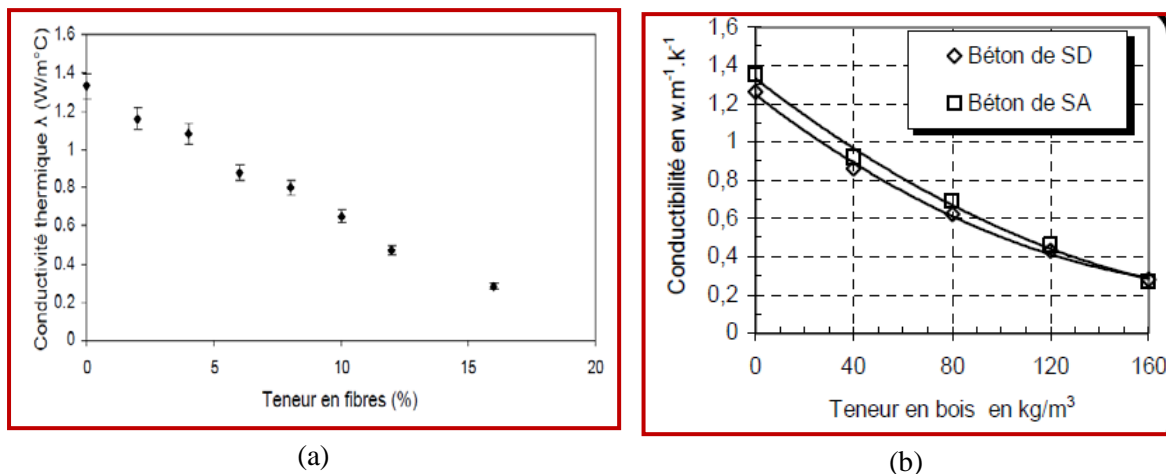 Conductivité thermique λ (W/m°C)
1.6
1.4
1.2
1
0.8
0.6
0.4
0.2
0
0 5 10 15 20
Teneur en fibres (%)
(a)
Conductibilité en w.m⁻¹.k⁻¹
1,6
1,4
1,2
1
0,8
0,6
0,4
0,2
0
Béton de SD
Béton de SA
0 40 80 120 160
Teneur en bois en kg/m³
(b)